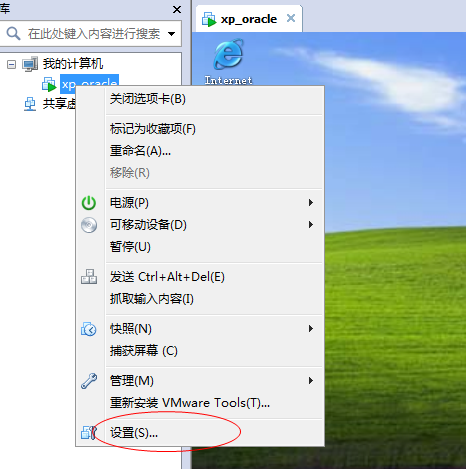 库
在此处键入内容进行搜索
我的计算机
xp_oracle
共享虚
xp_oracle
Internet
关闭选项卡(B)
标记为收藏项(F)
重命名(A)...
移除(R)
电源(P)
可移动设备(D)
暂停(U)
发送 Ctrl+Alt+Del(E)
抓取输入内容(I)
快照(N)
捕获屏幕 (C)
管理(M)
重新安装 VMware Tools(T)...
设置(S)...